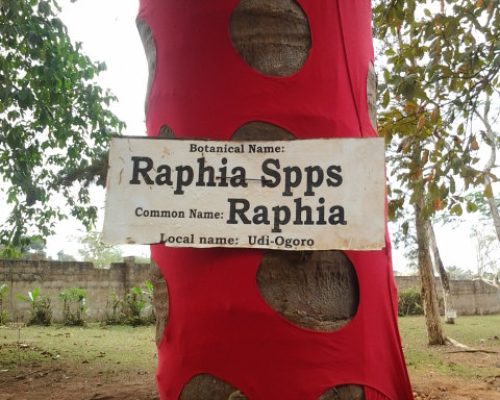 Botanical Name:
Raphia Spps
Common Name: Raphia
Local name: Udi-Ogoro